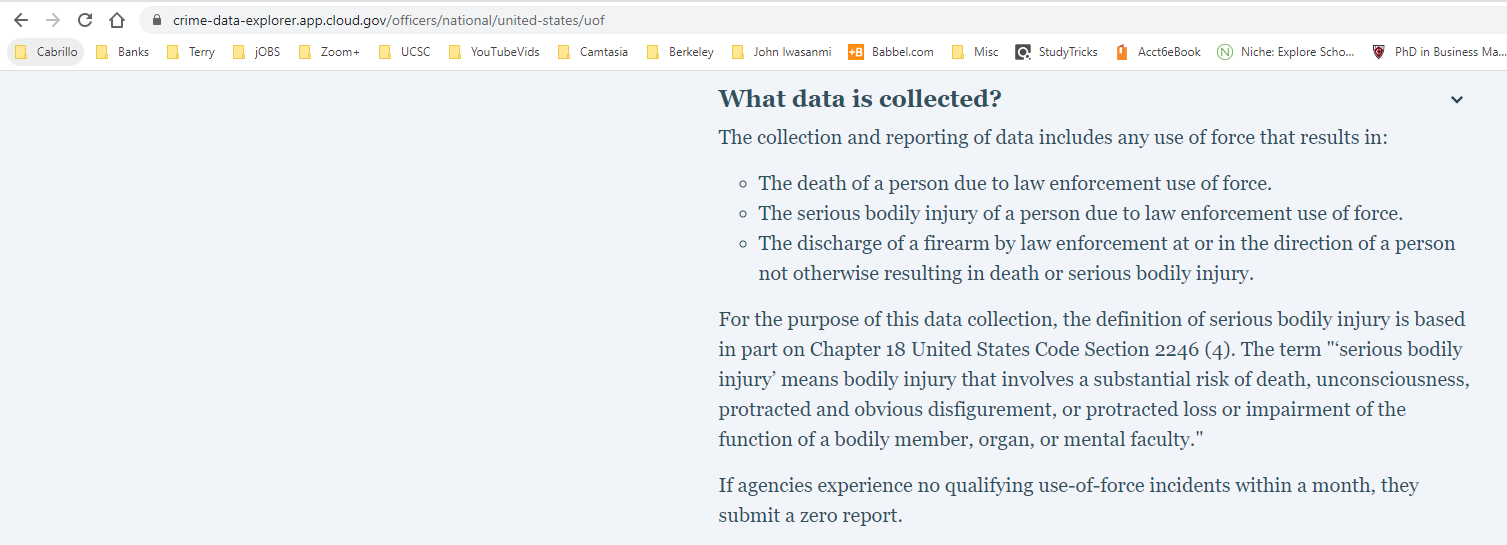 crime-data-explorer.app.cloud.gov/officers/national/united-states/uof
Cabrillo Banks Terry jOBS Zoom+ UCSC YouTubeVids Camtasia Berkeley John Iwasanmi +B Babbel.com Misc StudyTricks Acct6eBook N Niche: Explore Scho... PhD in Business Ma...
What data is collected?
The collection and reporting of data includes any use of force that results in:
The death of a person due to law enforcement use of force.
The serious bodily injury of a person due to law enforcement use of force.
The discharge of a firearm by law enforcement at or in the direction of a person
not otherwise resulting in death or serious bodily injury.
For the purpose of this data collection, the definition of serious bodily injury is based
in part on Chapter 18 United States Code Section 2246 (4). The term "‘serious bodily
injury’ means bodily injury that involves a substantial risk of death, unconsciousness,
protracted and obvious disfigurement, or protracted loss or impairment of the
function of a bodily member, organ, or mental faculty."
If agencies experience no qualifying use-of-force incidents within a month, they
submit a zero report.